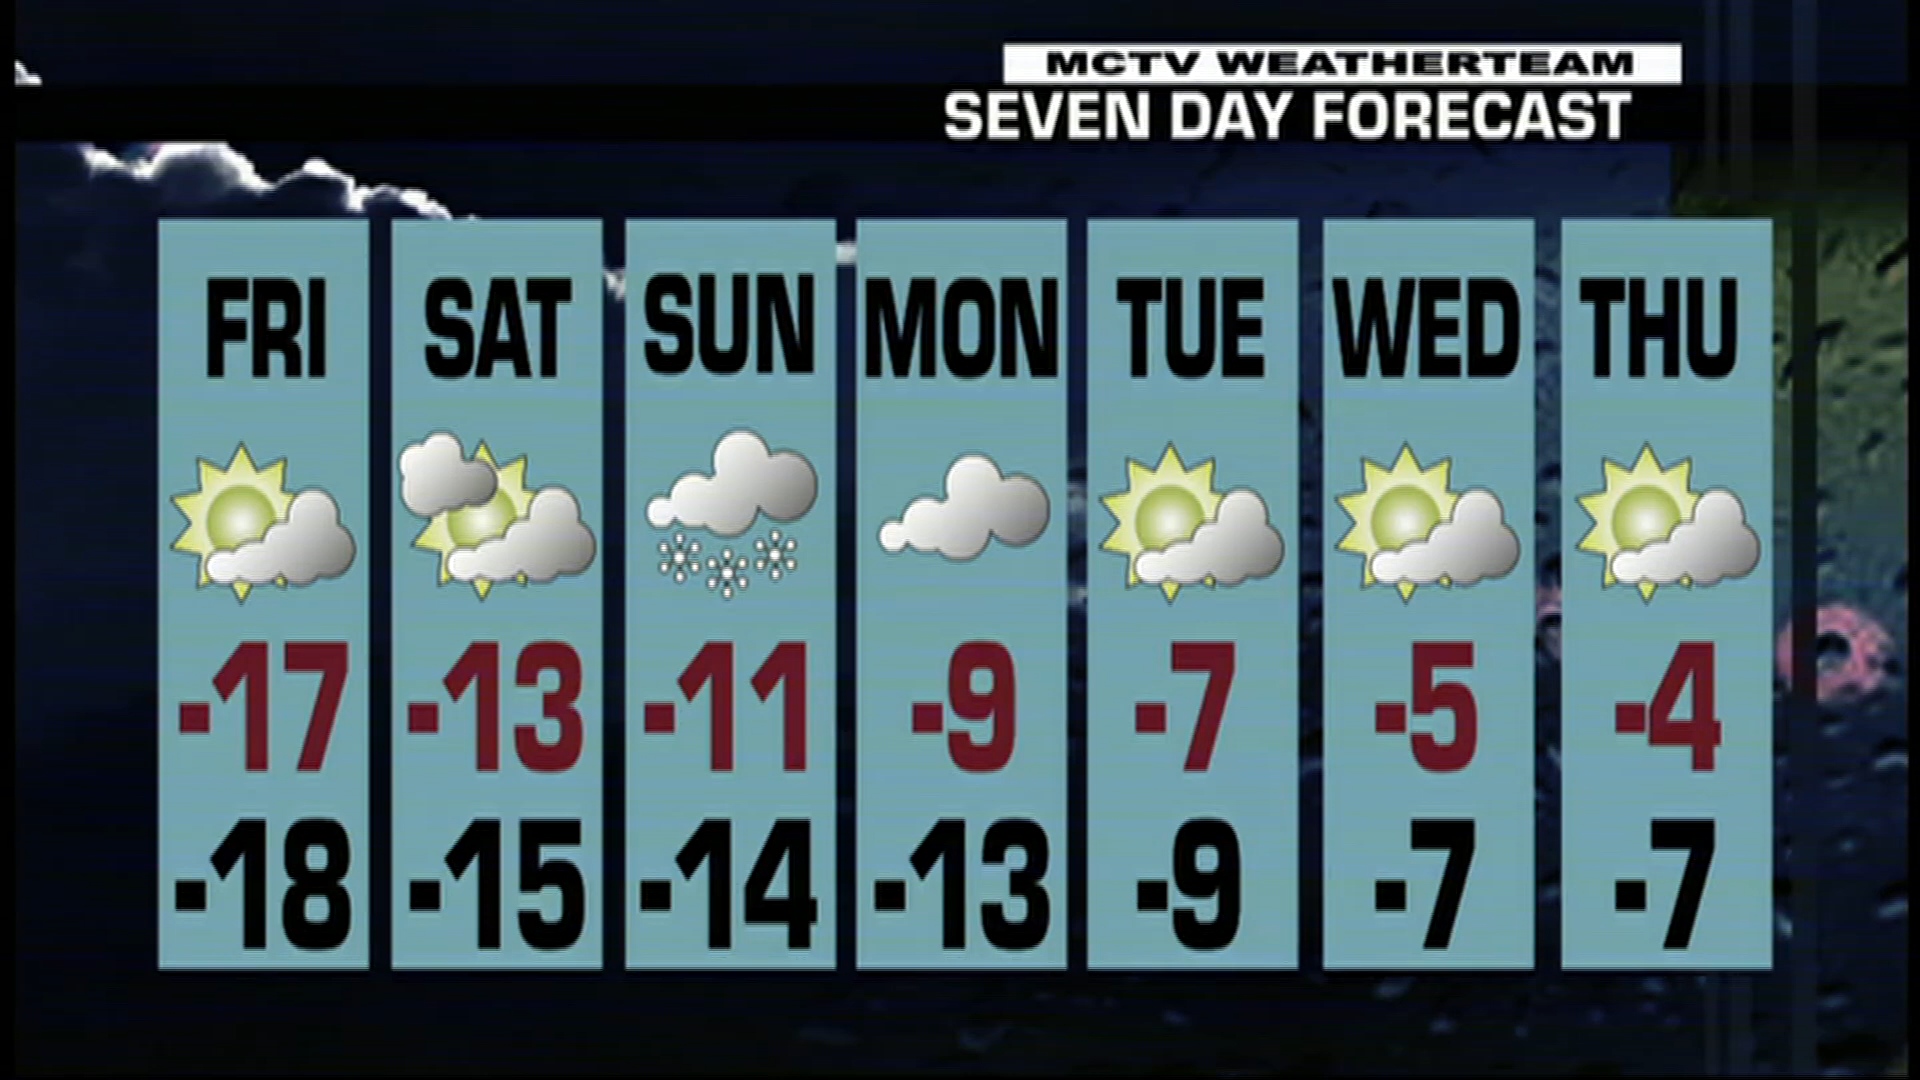 MCTV WEATHERTEAM
SEVEN DAY FORECAST
FRI SAT SUN MON TUE WED THU
-17 -13 -11 -9 -7 -5 -4
-18 -15 -14 -13 -9 -7 -7